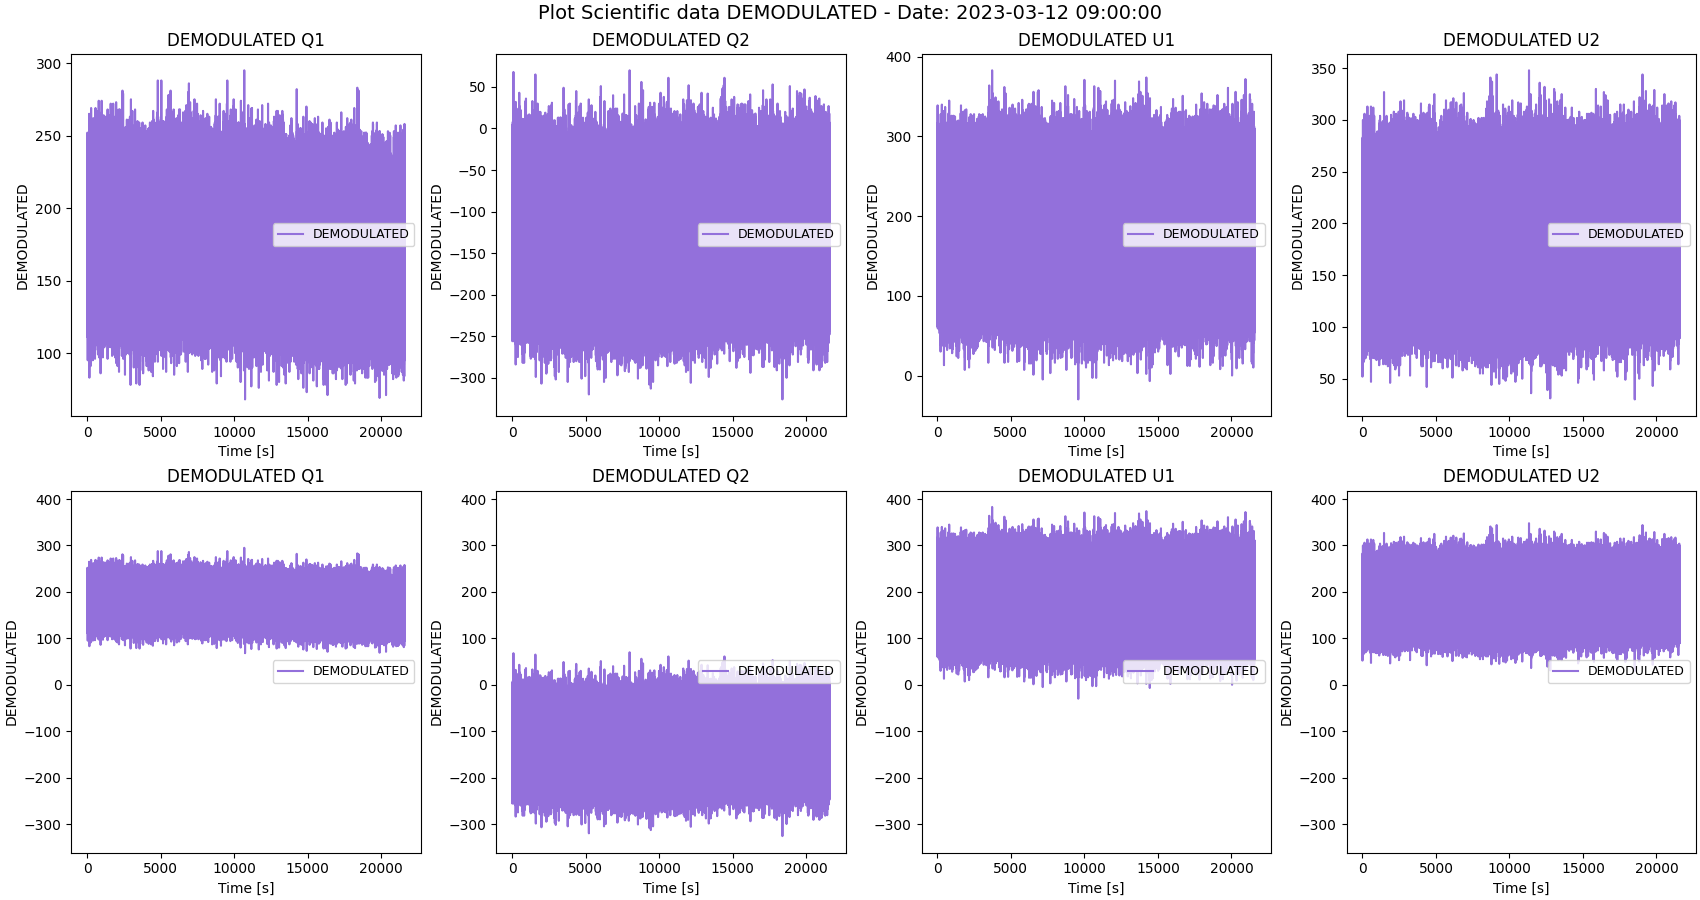 Plot Scientific data DEMODULATED - Date: 2023-03-12 09:00:00
DEMODULATED Q1
DEMODULATED
300
250
200
150
100
DEMODULATED
0 5000 10000 15000 20000
Time [s]
DEMODULATED Q2
DEMODULATED
50
0
−50
−100
−150
−200
−250
−300
DEMODULATED
0 5000 10000 15000 20000
Time [s]
DEMODULATED U1
DEMODULATED
400
300
200
100
0
DEMODULATED
0 5000 10000 15000 20000
Time [s]
DEMODULATED U2
DEMODULATED
350
300
250
200
150
100
50
DEMODULATED
0 5000 10000 15000 20000
Time [s]
DEMODULATED Q1
DEMODULATED
400
300
200
100
0
−100
−200
−300
DEMODULATED
0 5000 10000 15000 20000
Time [s]
DEMODULATED Q2
DEMODULATED
400
300
200
100
0
−100
−200
−300
DEMODULATED
0 5000 10000 15000 20000
Time [s]
DEMODULATED U1
DEMODULATED
400
300
200
100
0
−100
−200
−300
DEMODULATED
0 5000 10000 15000 20000
Time [s]
DEMODULATED U2
DEMODULATED
400
300
200
100
0
−100
−200
−300
DEMODULATED
0 5000 10000 15000 20000
Time [s]